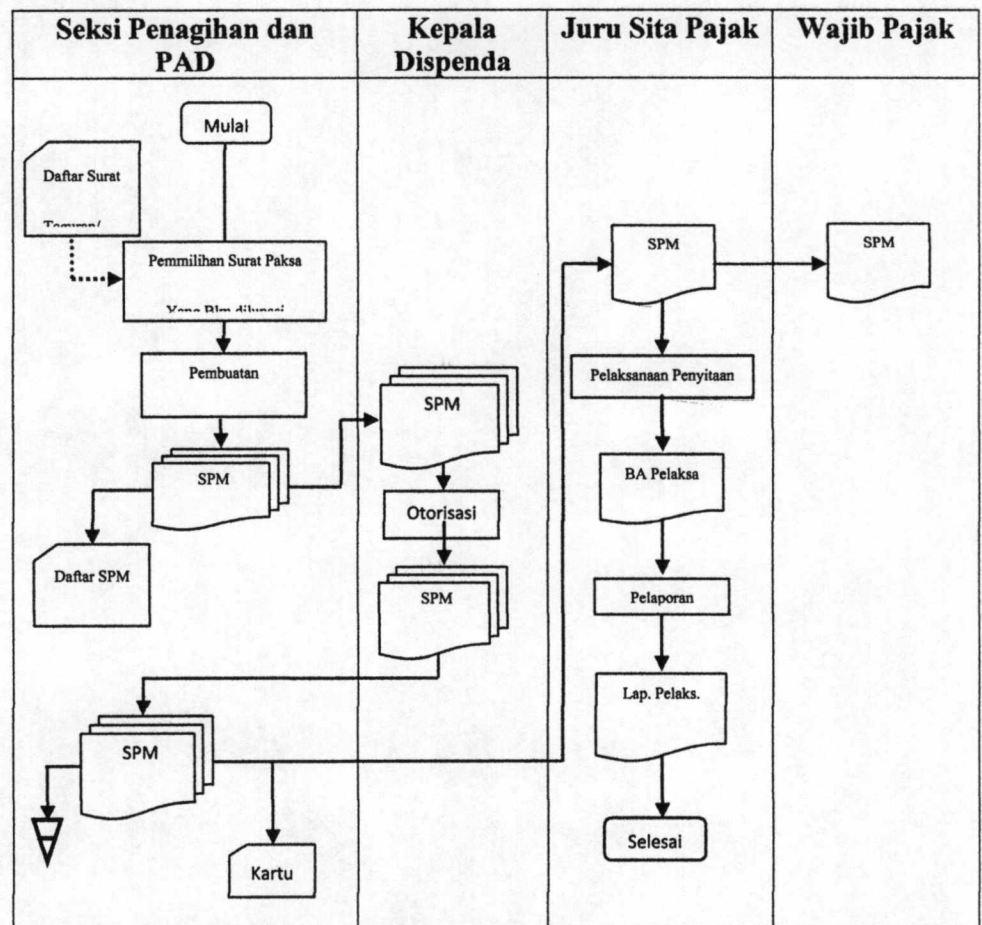 Seksi Penagihan dan
PAD
Kepala
Dispenda
Juru Sita Pajak
Wajib Pajak
Mulai
Daftar Surat
Pemmilihan Surat Paksa
Pembuatan
SPM
Daftar SPM
SPM
Otorisasi
SPM
SPM
Kartu
SPM
Pelaksanaan Penyitaan
BA Pelaksa
Pelaporan
Lap. Pelaks.
Selesai
SPM